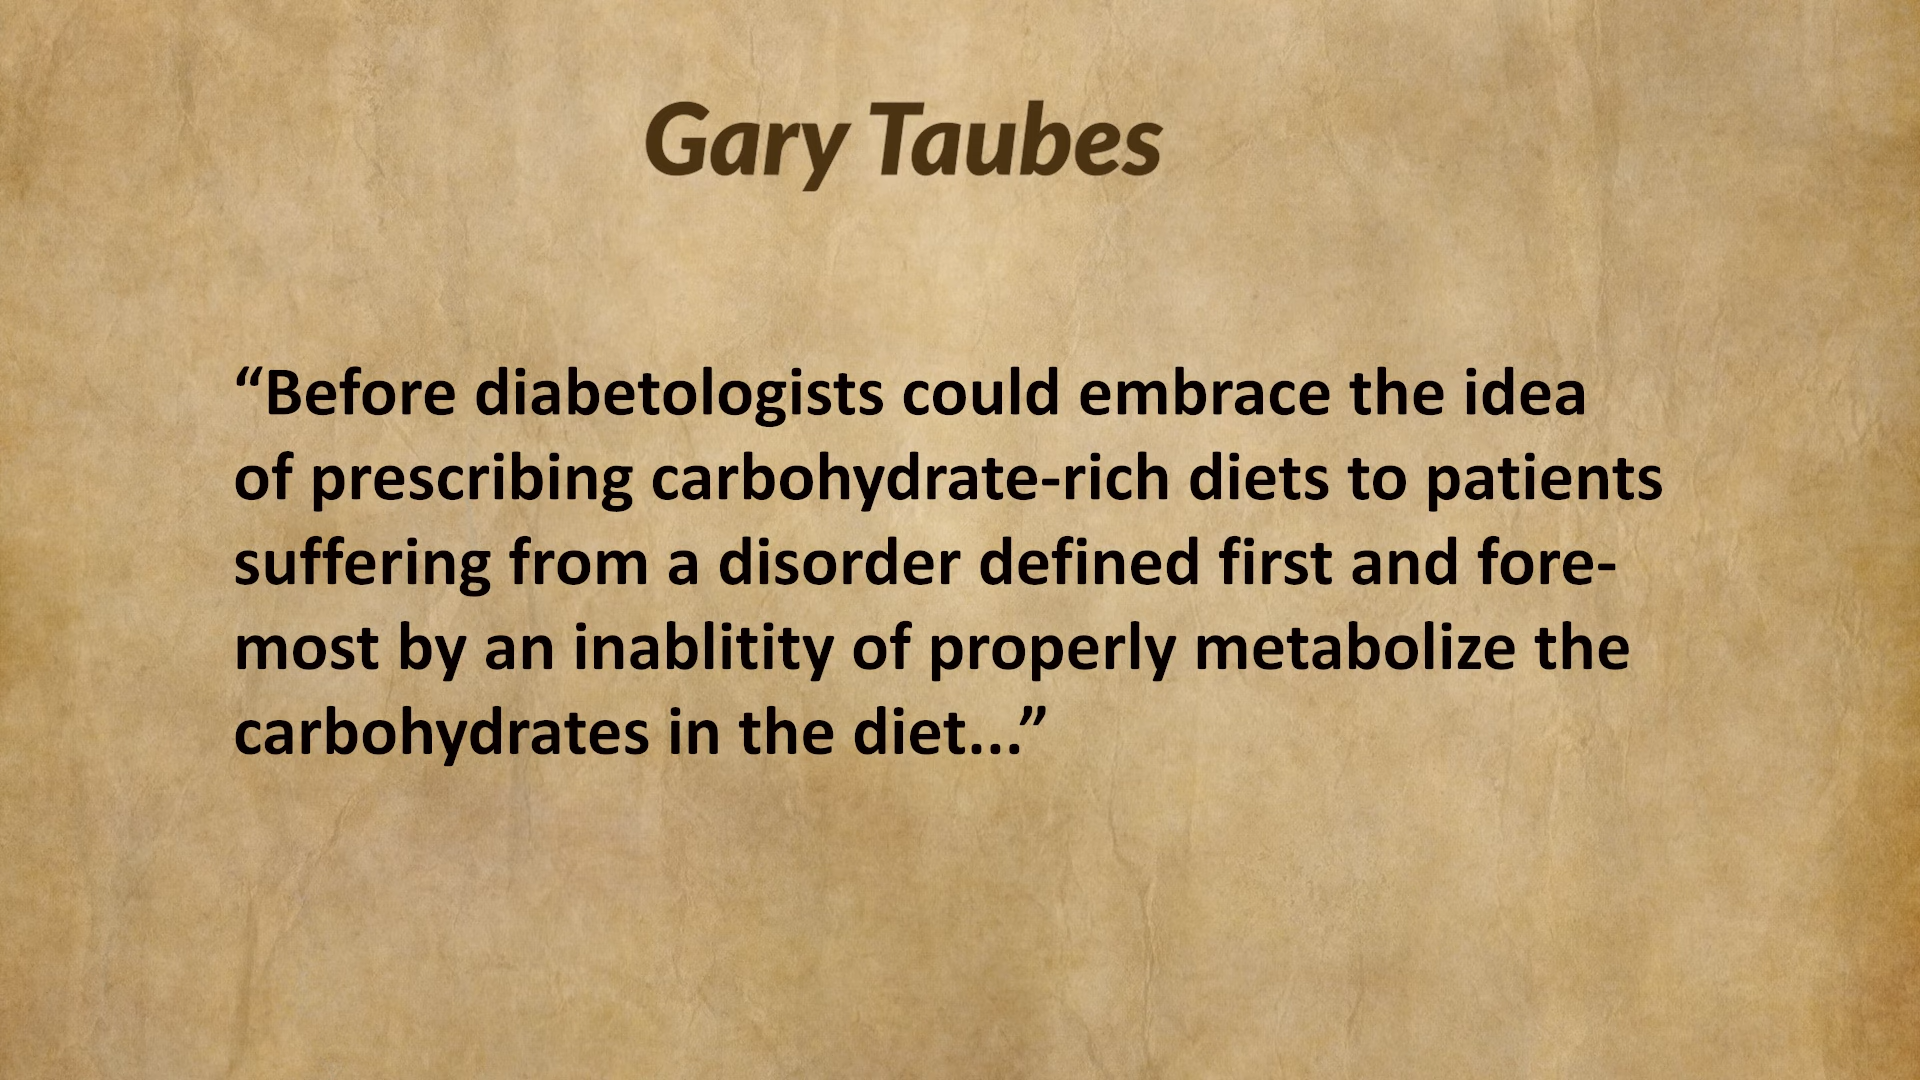 Gary Taubes
“Before diabetologists could embrace the idea
of prescribing carbohydrate-rich diets to patients
suffering from a disorder defined first and fore-
most by an inablitity of properly metabolize the
carbohydrates in the diet...”